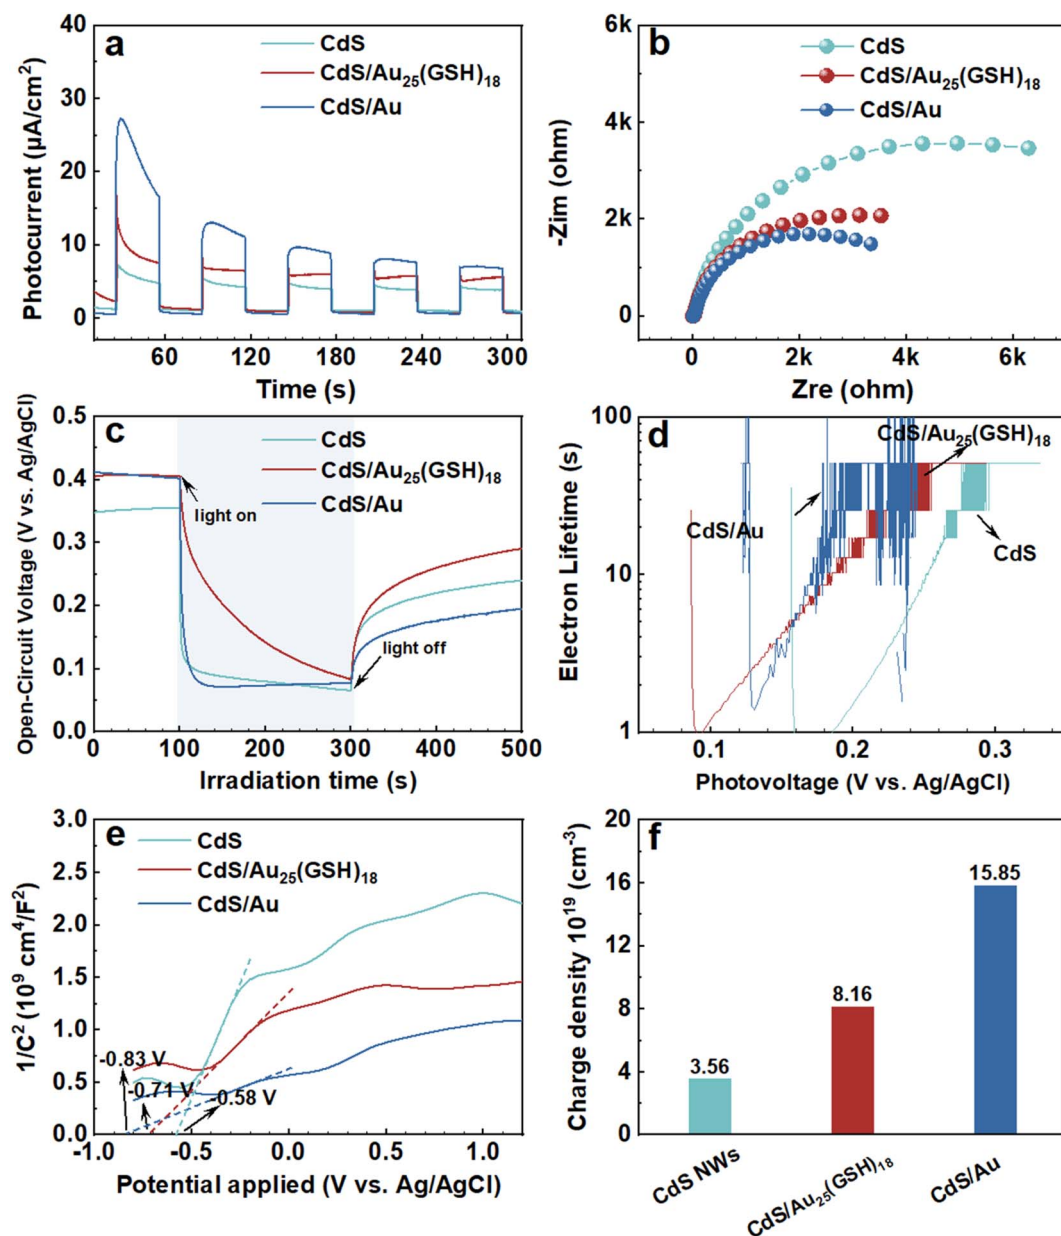 a
CdS
CdS/Au25(GSH)18
CdS/Au
40
30
20
10
0
Photocurrent (µA/cm2)
60 120 180 240 300
Time (s)
b
CdS
CdS/Au25(GSH)18
CdS/Au
6k
4k
2k
0
-Zim (ohm)
0 2k 4k 6k
Zre (ohm)
c
CdS
CdS/Au25(GSH)18
CdS/Au
light on
light off
0.5
0.4
0.3
0.2
0.1
0.0
Open-Circuit Voltage (V vs. Ag/AgCl)
0 100 200 300 400 500
Irradiation time (s)
d
CdS/Au25(GSH)18
CdS/Au
CdS
100
10
1
Electron Lifetime (s)
0.1 0.2 0.3
Photovoltage (V vs. Ag/AgCl)
e
CdS
CdS/Au25(GSH)18
CdS/Au
-0.83 V
-0.71 V
-0.58 V
3.0
2.5
2.0
1.5
1.0
0.5
0.0
1/C2 (109 cm4/F2)
-1.0 -0.5 0.0 0.5 1.0
Potential applied (V vs. Ag/AgCl)
f
20
16
12
8
4
0
Charge density 1019 (cm-3)
3.56
8.16
15.85
CdS NWs
CdS/Au25(GSH)18
CdS/Au